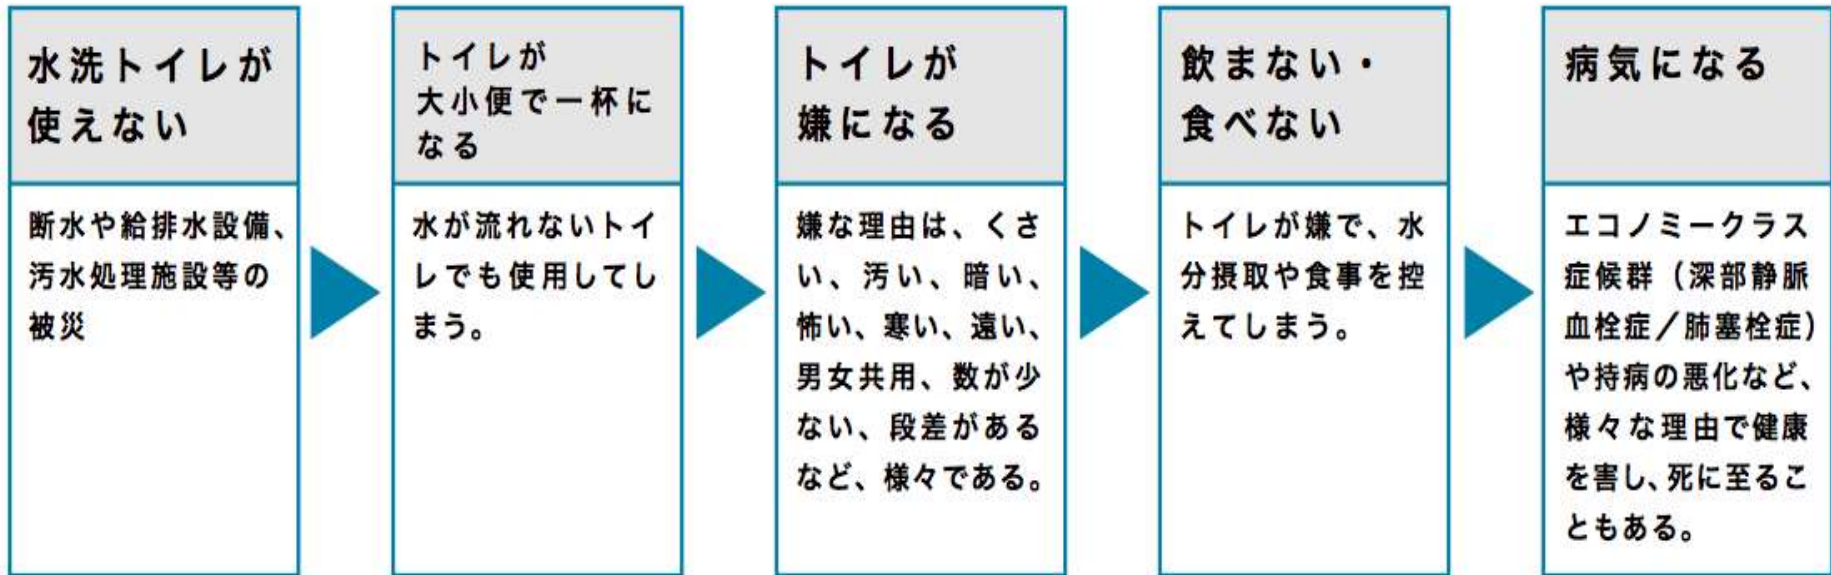 水洗トイレが
使えない
断水や給排水設備、
汚水処理施設等の
被災
トイレが
大小便で一杯に
なる
水が流れないトイ
レでも使用してし
まう。
トイレが
嫌になる
嫌な理由は、くさ
い、汚い、暗い、
怖い、寒い、遠い、
男女共用、数が少
ない、段差がある
など、様々である。
飲まない・
食べない
トイレが嫌で、水
分摂取や食事を控
えてしまう。
病気になる
エコノミークラス
症候群（深部静脈
血栓症／肺塞栓症）
や持病の悪化など、
様々な理由で健康
を害し、死に至るこ
ともある。